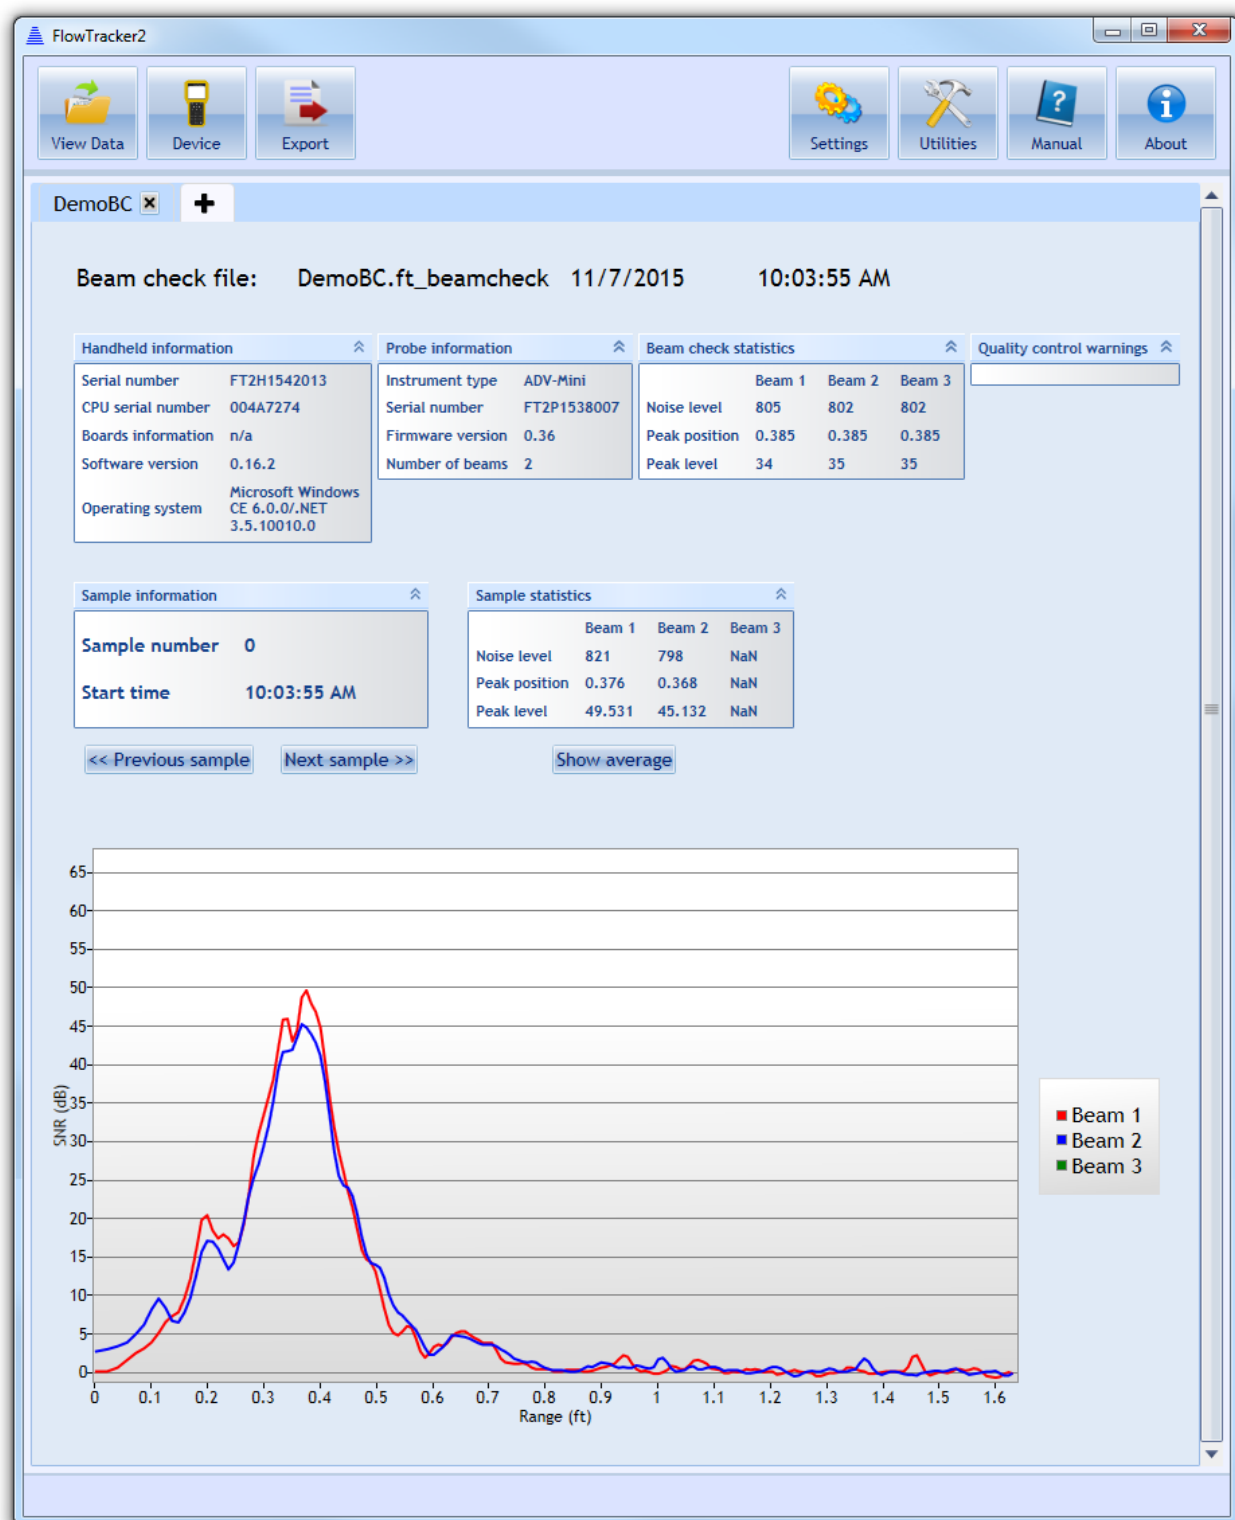 FlowTracker2
View Data
Device
Export
Settings
Utilities
Manual
About
DemoBC
Beam check file: DemoBC.ft_beamcheck 11/7/2015 10:03:55 AM
Handheld information
Serial number FT2H1542013
CPU serial number 004A7274
Boards information n/a
Software version 0.16.2
Operating system Microsoft Windows
CE 6.0.0/.NET
3.5.10010.0
Probe information
Instrument type ADV-Mini
Serial number FT2P1538007
Firmware version 0.36
Number of beams 2
Beam check statistics
Beam 1 Beam 2 Beam 3
Noise level 805 802 802
Peak position 0.385 0.385 0.385
Peak level 34 35 35
Quality control warnings
Sample information
Sample number 0
Start time 10:03:55 AM
Sample statistics
Beam 1 Beam 2 Beam 3
Noise level 821 798 NaN
Peak position 0.376 0.368 NaN
Peak level 49.531 45.132 NaN
<< Previous sample
Next sample >>
Show average
65
60
55
50
45
40
35
30
25
20
15
10
5
0
SNR (dB)
0 0.1 0.2 0.3 0.4 0.5 0.6 0.7 0.8 0.9 1 1.1 1.2 1.3 1.4 1.5 1.6
Range (ft)
Beam 1
Beam 2
Beam 3